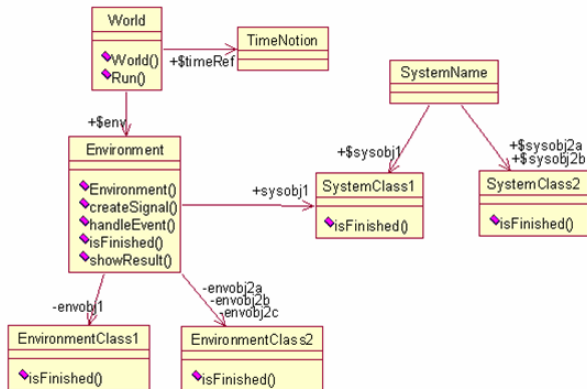 World
World()
Run()
+$timeRef
TimeNotion
SystemName
+$env
+$sysobj1
+$sysobj2a
+$sysobj2b
Environment
Environment()
createSignal()
handleEvent()
isFinished()
showResult()
+sysobj1
SystemClass1
isFinished()
SystemClass2
isFinished()
-envobj1
-envobj2a
-envobj2b
-envobj2c
EnvironmentClass1
isFinished()
EnvironmentClass2
isFinished()